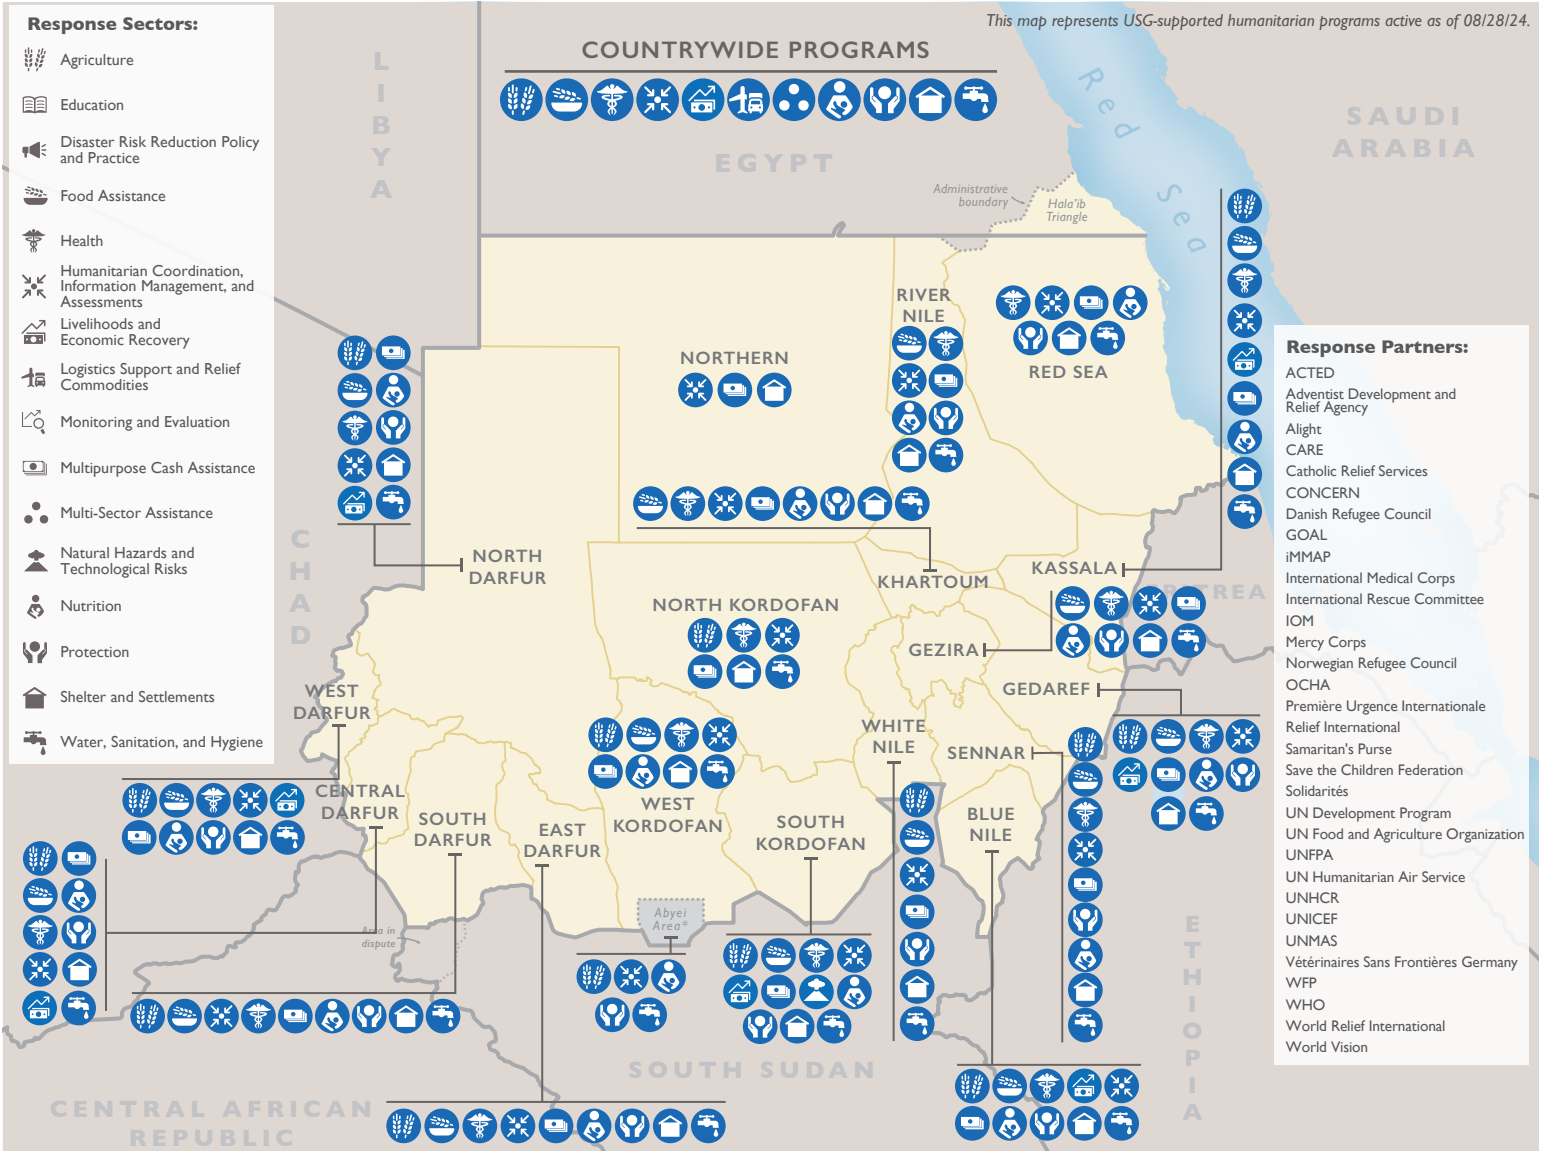 This map represents USG-supported humanitarian programs active as of 08/28/24.
Response Sectors:
Agriculture
Education
Disaster Risk Reduction Policy
and Practice
Food Assistance
Health
Humanitarian Coordination,
Information Management, and
Assessments
Livelihoods and
Economic Recovery
Logistics Support and Relief
Commodities
Monitoring and Evaluation
Multipurpose Cash Assistance
Multi-Sector Assistance
Natural Hazards and
Technological Risks
Nutrition
Protection
Shelter and Settlements
Water, Sanitation, and Hygiene
COUNTRYWIDE PROGRAMS
LIBYA
EGYPT
Red Sea
SAUDI
ARABIA
Administrative
boundary
Hala'ib
Triangle
RIVER
NILE
RED SEA
NORTHERN
CHAD
NORTH
DARFUR
KHARTOUM
KASSALA
ERITREA
NORTH KORDOFAN
GEZIRA
GEDAREF
WEST
DARFUR
WHITE
NILE
SENNAR
CENTRAL
DARFUR
SOUTH
DARFUR
EAST
DARFUR
WEST
KORDOFAN
SOUTH
KORDOFAN
BLUE
NILE
Abyei
Area*
Area in
dispute
ETHIOPIA
SOUTH SUDAN
CENTRAL AFRICAN
REPUBLIC
Response Partners:
ACTED
Adventist Development and
Relief Agency
Alight
CARE
Catholic Relief Services
CONCERN
Danish Refugee Council
GOAL
iMMAP
International Medical Corps
International Rescue Committee
IOM
Mercy Corps
Norwegian Refugee Council
OCHA
Première Urgence Internationale
Relief International
Samaritan's Purse
Save the Children Federation
Solidarités
UN Development Program
UN Food and Agriculture Organization
UNFPA
UN Humanitarian Air Service
UNHCR
UNICEF
UNMAS
Vétérinaires Sans Frontières Germany
WFP
WHO
World Relief International
World Vision